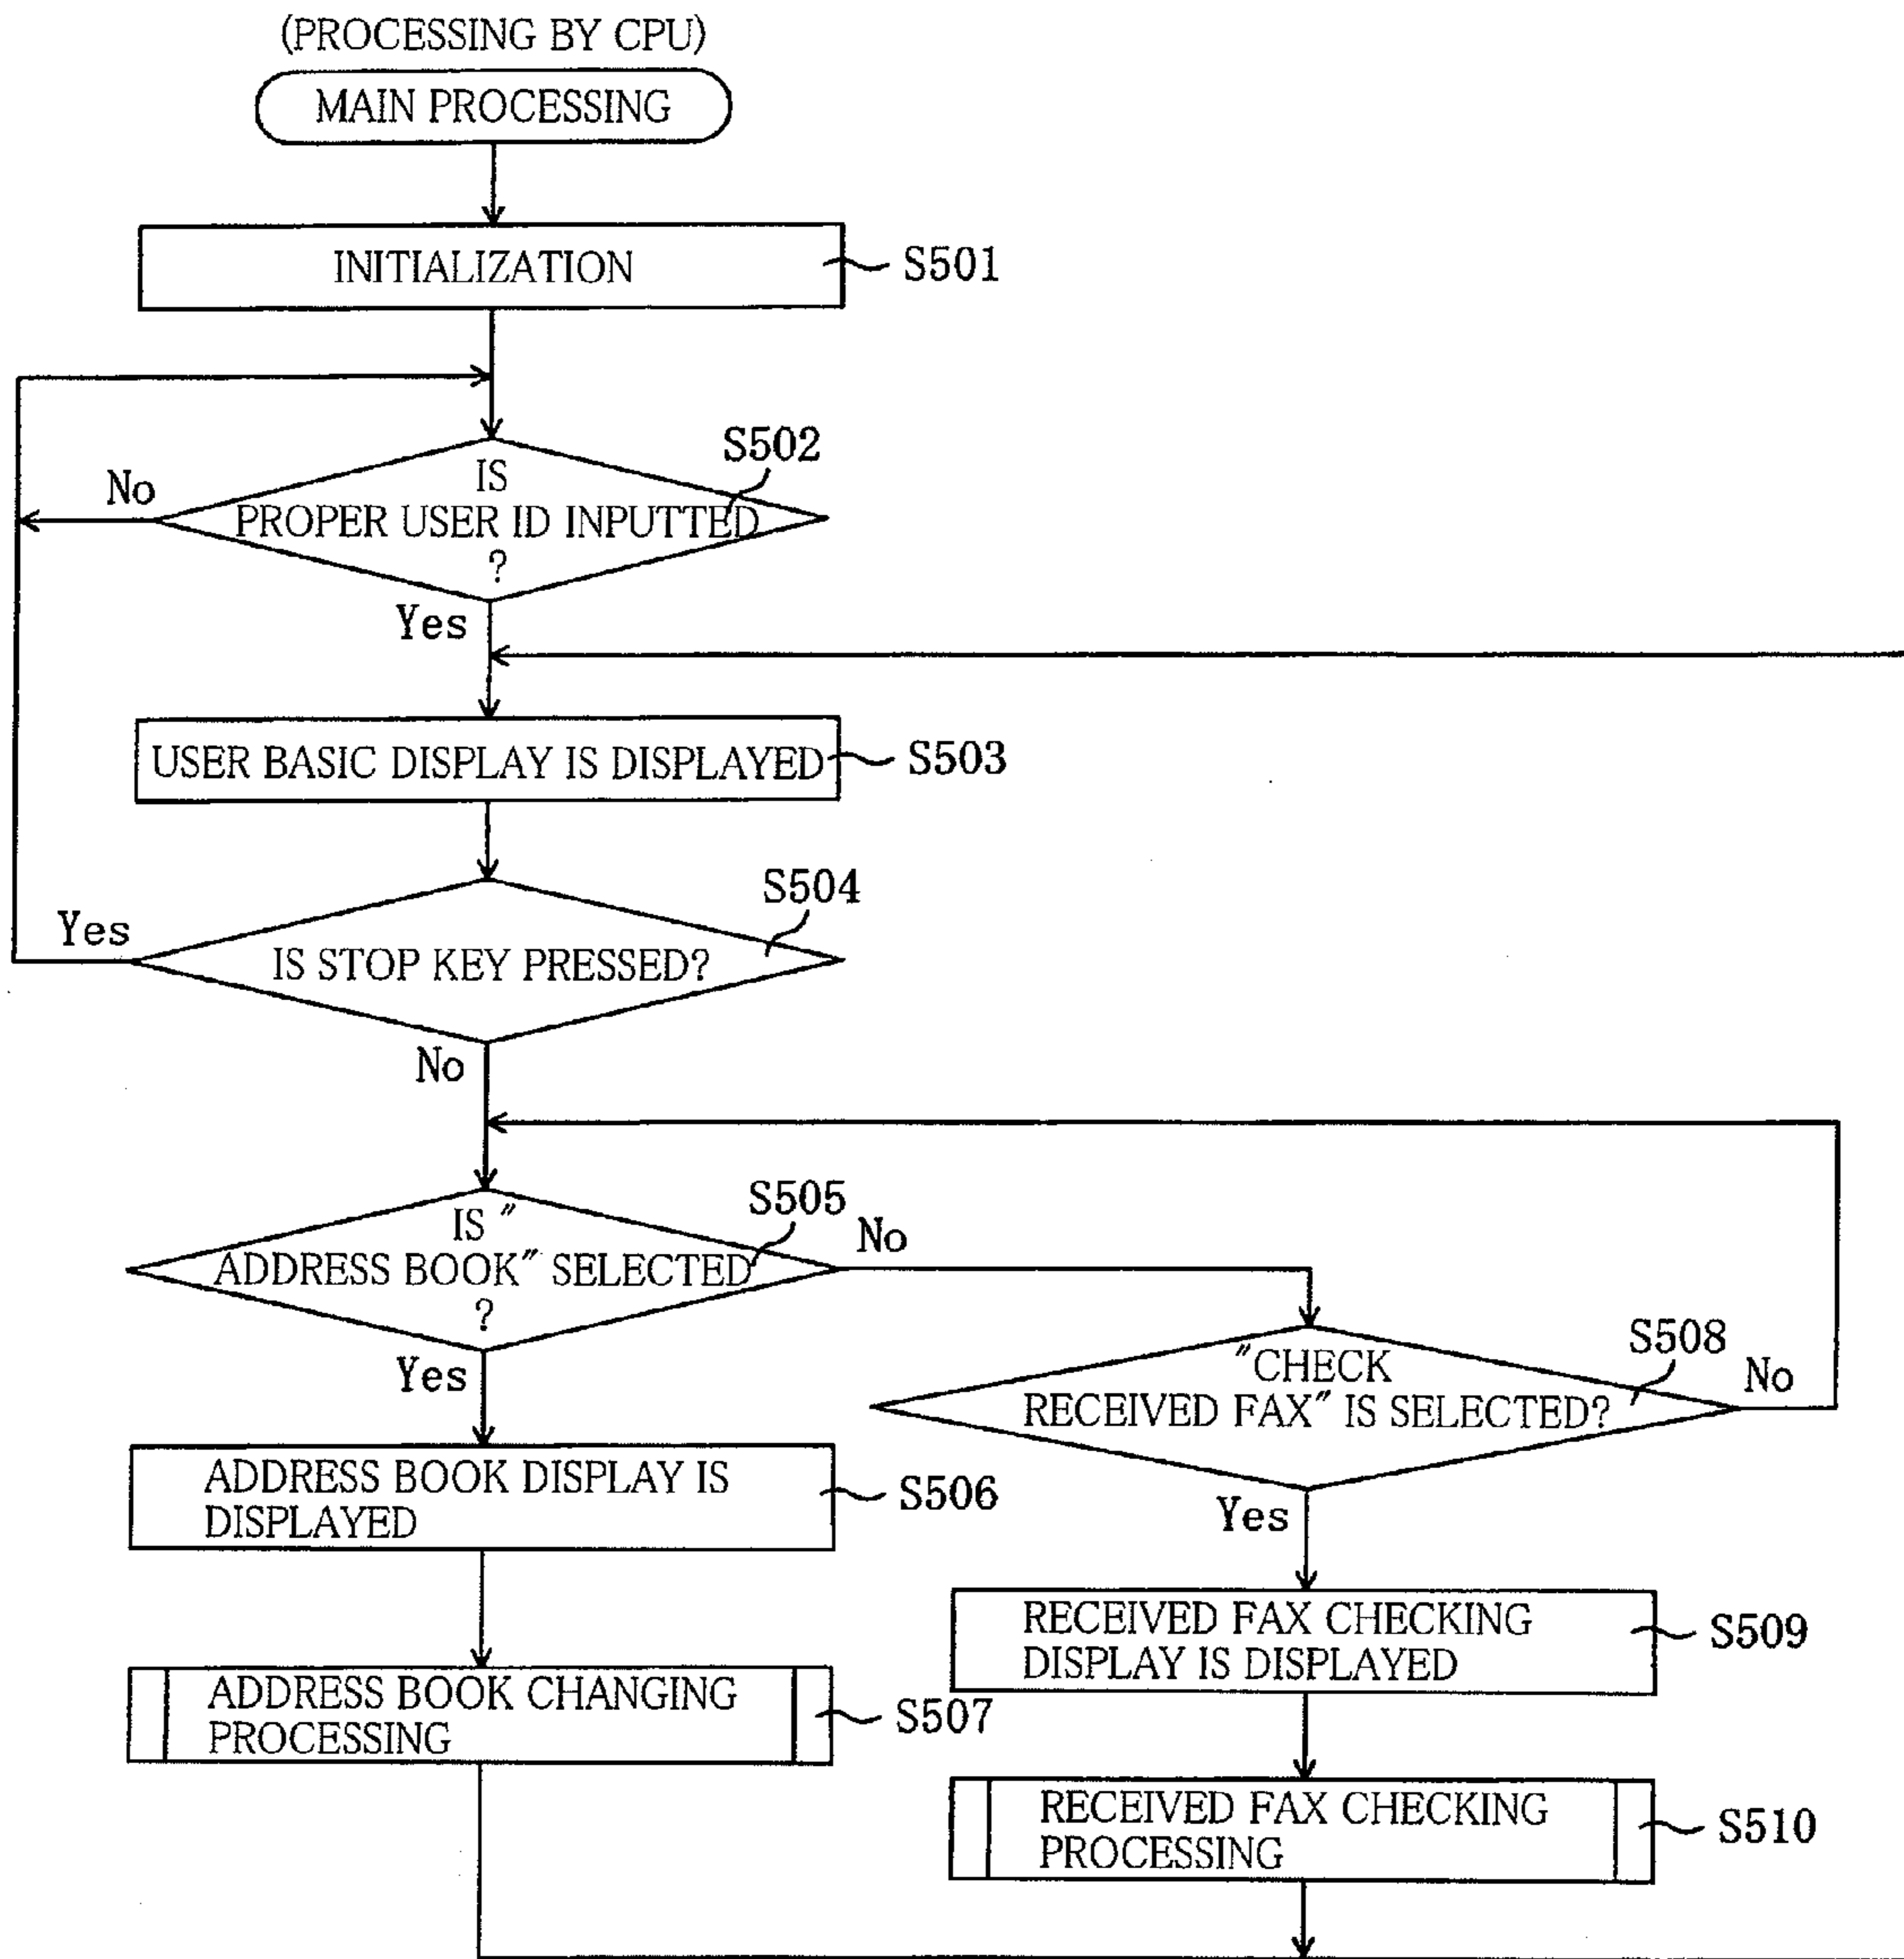 (PROCESSING BY CPU)
MAIN PROCESSING
INITIALIZATION
S501
S502
No
IS
PROPER USER ID INPUTTED
?
Yes
USER BASIC DISPLAY IS DISPLAYED
S503
S504
Yes
IS STOP KEY PRESSED?
No
S505
IS "
ADDRESS BOOK" SELECTED
?
No
Yes
S508
"CHECK
RECEIVED FAX" IS SELECTED?
No
Yes
ADDRESS BOOK DISPLAY IS
DISPLAYED
S506
RECEIVED FAX CHECKING
DISPLAY IS DISPLAYED
S509
ADDRESS BOOK CHANGING
PROCESSING
S507
RECEIVED FAX CHECKING
PROCESSING
S510